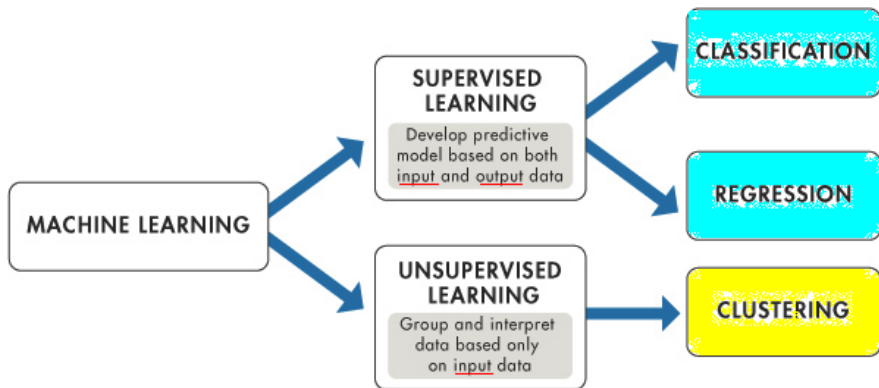 MACHINE LEARNING
SUPERVISED
LEARNING
Develop predictive
model based on both
input and output data
UNSUPERVISED
LEARNING
Group and interpret
data based only
on input data
CLASSIFICATION
REGRESSION
CLUSTERING